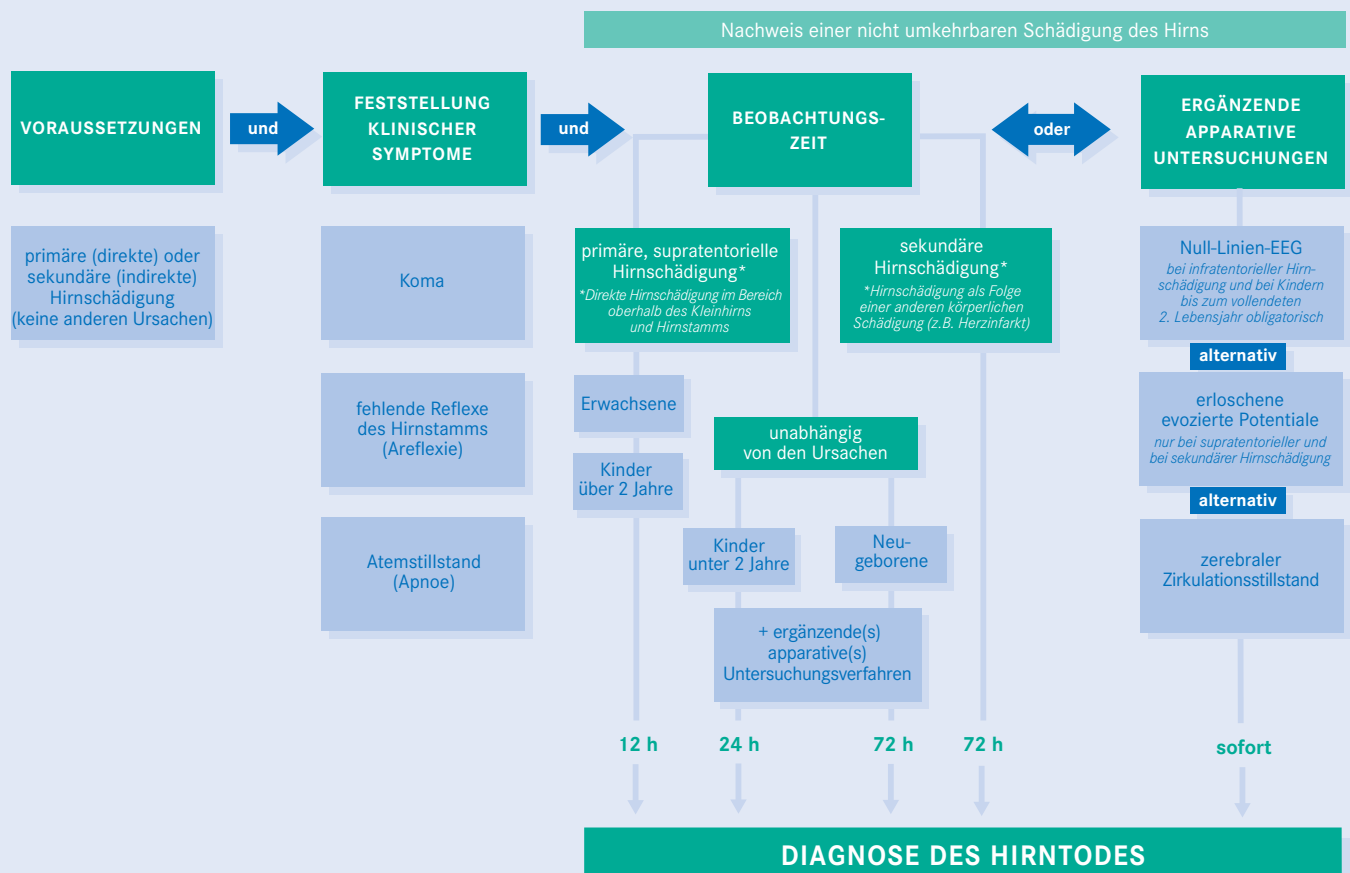 Nachweis einer nicht umkehrbaren Schädigung des Hirns
VORAUSSETZUNGEN
und
FESTSTELLUNG
KLINISCHER
SYMPTOME
und
BEOBACHTUNGS-
ZEIT
oder
ERGÄNZENDE
APPARATIVE
UNTERSUCHUNGEN
primäre (direkte) oder
sekundäre (indirekte)
Hirnschädigung
(keine anderen Ursachen)
Koma
fehlende Reflexe
des Hirnstamms
(Areflexie)
Atemstillstand
(Apnoe)
primäre, supratentorielle
Hirnschädigung*
*Direkte Hirnschädigung im Bereich
oberhalb des Kleinhirns
und Hirnstamms
Erwachsene
Kinder
über 2 Jahre
unabhängig
von den Ursachen
Kinder
unter 2 Jahre
Neu-
geborene
+ ergänzende(s)
apparative(s)
Untersuchungsverfahren
sekundäre
Hirnschädigung*
*Hirnschädigung als Folge
einer anderen körperlichen
Schädigung (z.B. Herzinfarkt)
Null-Linien-EEG
bei infratentorieller Hirn-
schädigung und bei Kindern
bis zum vollendeten
2. Lebensjahr obligatorisch
alternativ
erloschene
evozierte Potentiale
nur bei supratentorieller und
bei sekundärer Hirnschädigung
alternativ
zerebraler
Zirkulationsstillstand
12 h
24 h
72 h
72 h
sofort
DIAGNOSE DES HIRNTODES